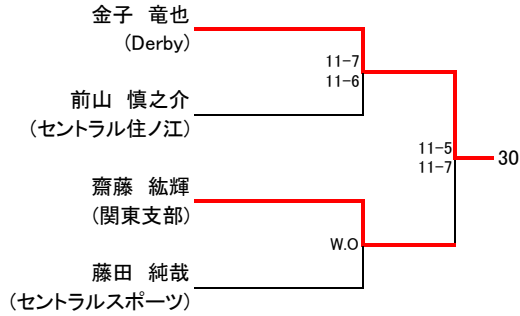 金子　竜也
(Derby)
11-7
11-6
前山　慎之介
(セントラル住ノ江)
11-5
11-7
30
齋藤　紘輝
(関東支部)
W.O
藤田　純哉
(セントラルスポーツ)